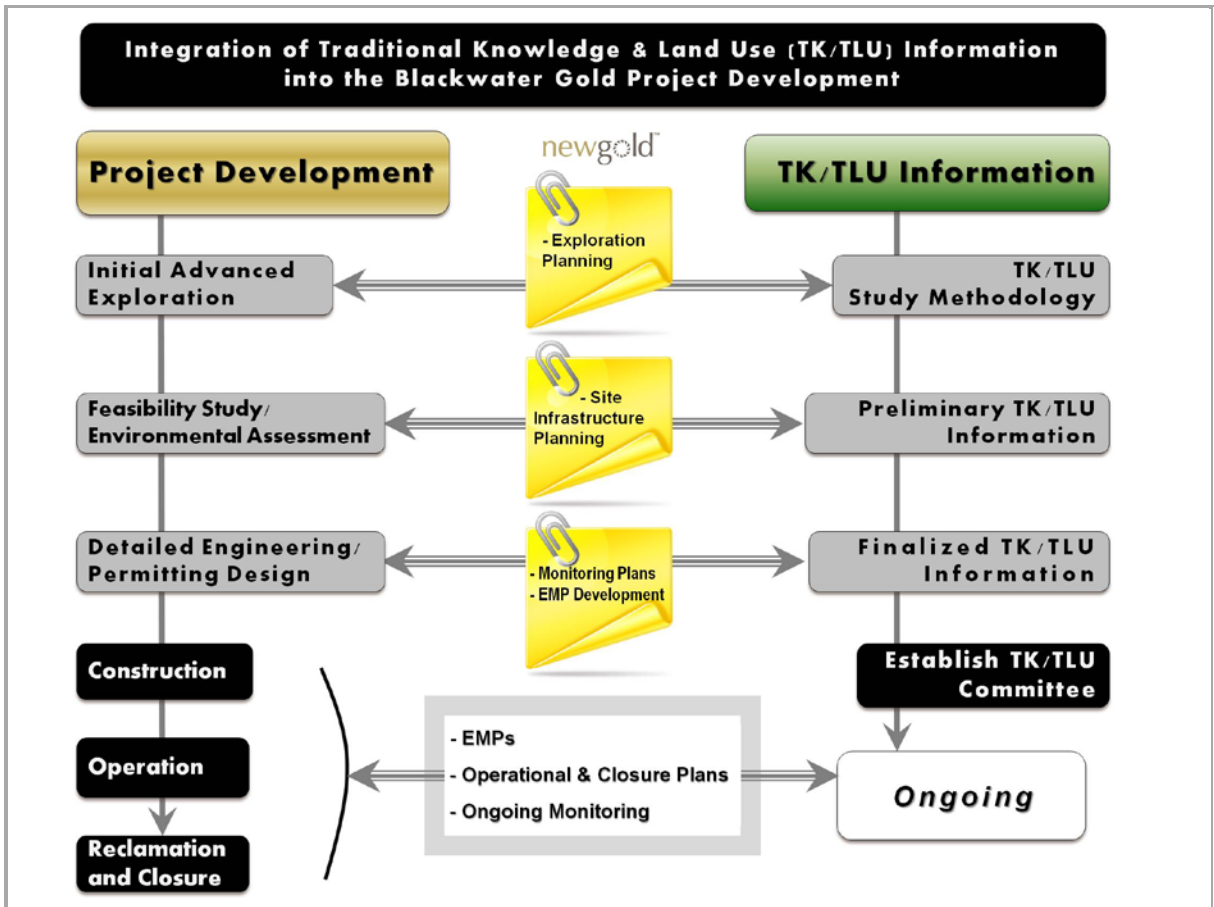 Integration of Traditional Knowledge & Land Use (TK/TLU) Information
into the Blackwater Gold Project Development
newgold™
Project Development
TK/TLU Information
Initial Advanced
Exploration
- Exploration
Planning
TK/TLU
Study Methodology
Feasibility Study/
Environmental Assessment
- Site
Infrastructure
Planning
Preliminary TK/TLU
Information
Detailed Engineering/
Permitting Design
- Monitoring Plans
- EMP Development
Finalized TK/TLU
Information
Construction
Operation
Reclamation
and Closure
- EMPs
- Operational & Closure Plans
- Ongoing Monitoring
Establish TK/TLU
Committee
Ongoing